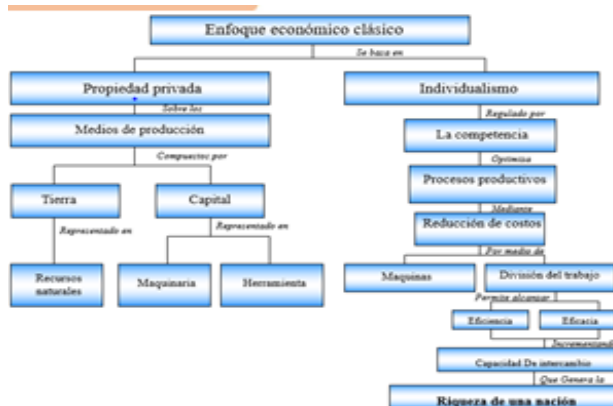 Enfoque económico clásico
Se basa en
Propiedad privada
Individualismo
Sobre los
Regulado por
Medios de producción
La competencia
Compuestos por
Optimiza
Tierra
Capital
Procesos productivos
Mediante
Representado en
Representado en
Reducción de costos
Por medio de
Recursos
naturales
Maquinaria
Herramienta
Maquinas
División del trabajo
Permite alcanzar
Eficiencia
Eficacia
Incrementando
Capacidad De intercambio
Que Genera la
Riqueza de una nación